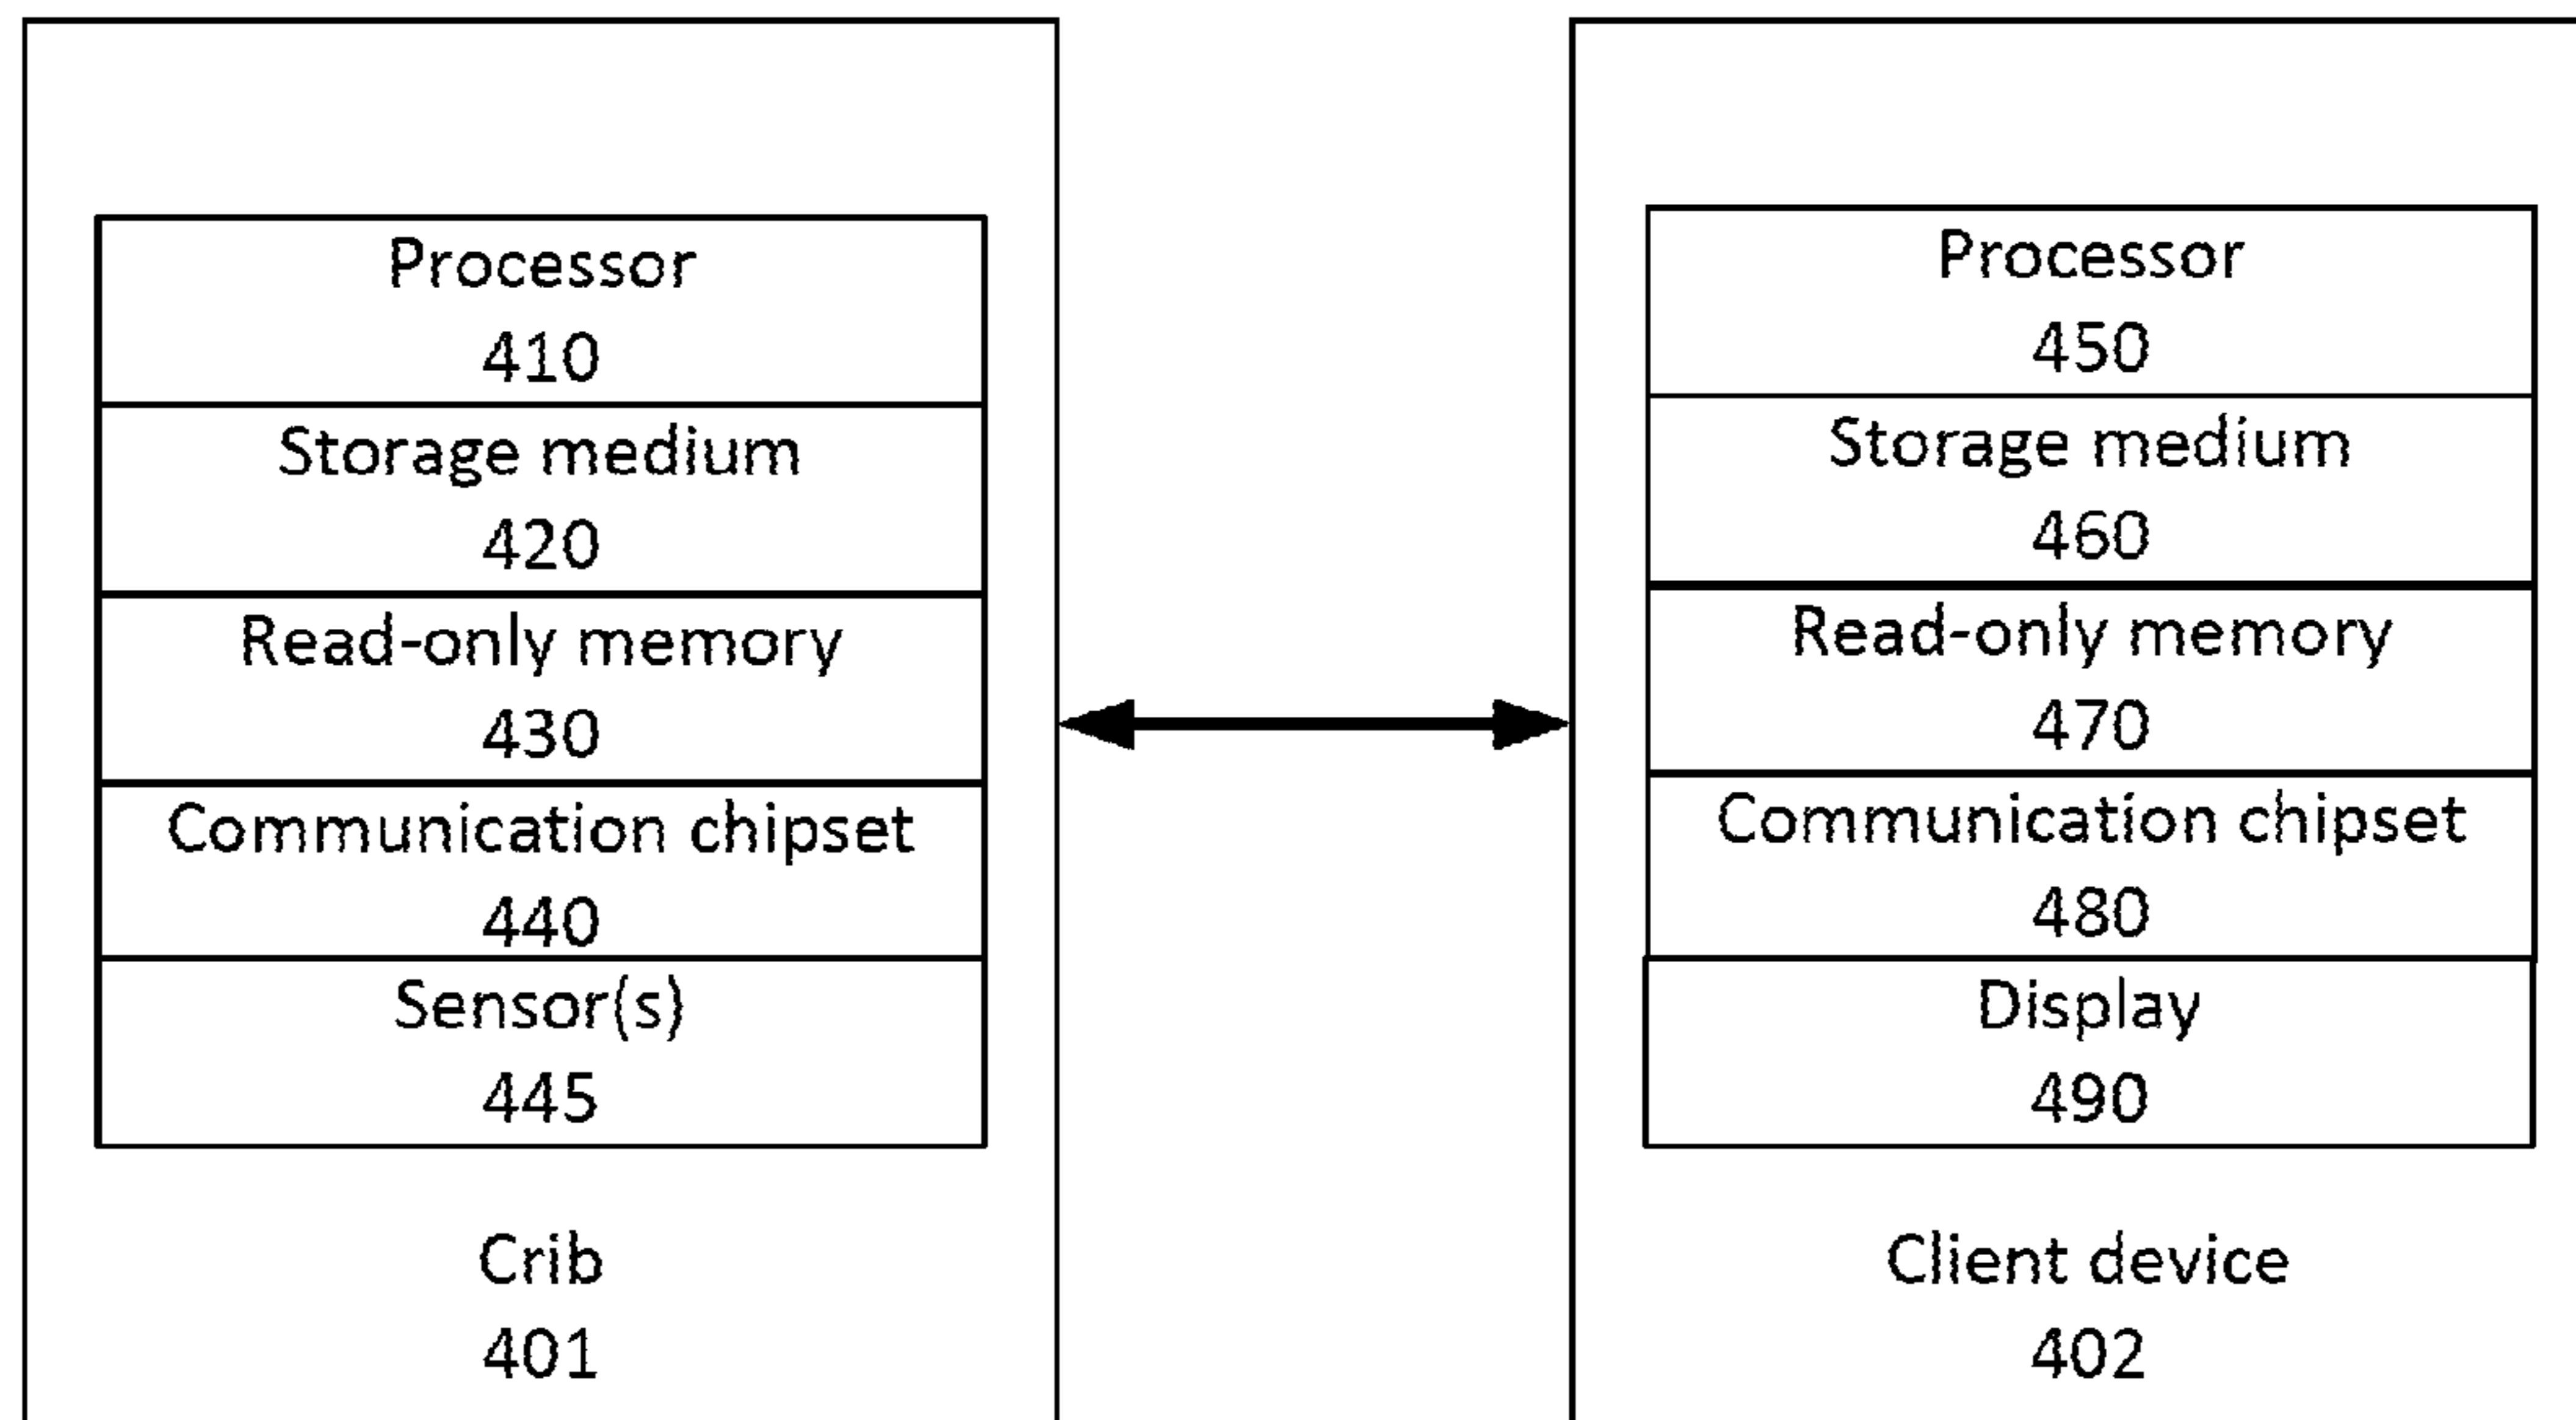 Processor
410
Storage medium
420
Read-only memory
430
Communication chipset
440
Sensor(s)
445
Crib
401
Processor
450
Storage medium
460
Read-only memory
470
Communication chipset
480
Display
490
Client device
402